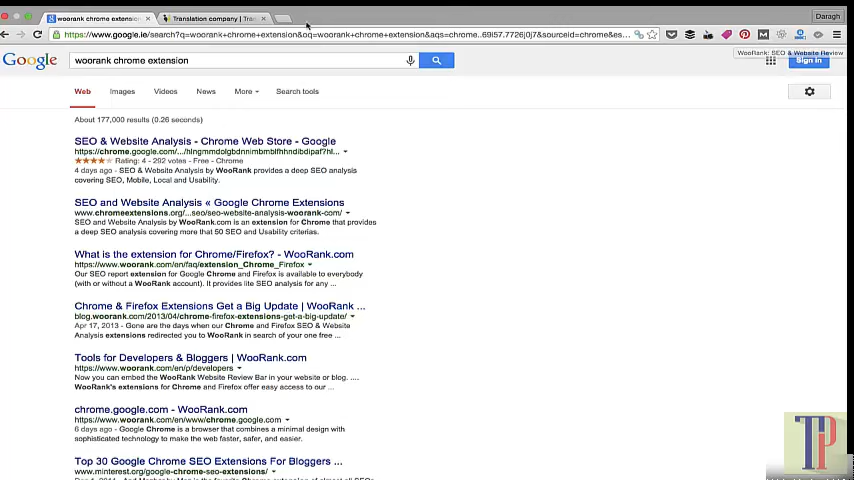 woorank chrome extension
Translation company | Tran
Daragh
https://www.google.ie/search?q=woorank+chrome+extension&oq=woorank+chrome+extension&aqs=chrome..69i57.7726j0j7&sourceid=chrome&es...
WooRank: SEO & Website Review
Google
woorank chrome extension
Sign in
Web Images Videos News More Search tools
About 177,000 results (0.26 seconds)
SEO & Website Analysis - Chrome Web Store - Google
Rating: 4 - 292 votes - Free - Chrome
4 days ago - SEO & Website Analysis by WooRank provides a deep SEO analysis
covering SEO, Mobile, Local and Usability.
SEO and Website Analysis « Google Chrome Extensions
www.chromeextensions.org/...seo/seo-website-analysis-woorank-com/
SEO and Website Analysis by WooRank.com is an extension for Chrome that provides
a deep SEO analysis covering more that 50 SEO and Usability criterias.
What is the extension for Chrome/Firefox? - WooRank.com
https://www.woorank.com/en/faq/extension_Chrome_Firefox
Our SEO report extension for Google Chrome and Firefox is available to everybody
(with or without a WooRank account). It provides lite SEO analysis for any ...
Chrome & Firefox Extensions Get a Big Update | WooRank ...
blog.woorank.com/2013/04/chrome-firefox-extensions-get-a-big-update/
Apr 17, 2013 - Gone are the days when our Chrome and Firefox SEO & Website
Analysis extensions redirected you to WooRank in search of your one free ...
Tools for Developers & Bloggers | WooRank.com
https://www.woorank.com/en/p/developers
Now you can embed the WooRank Website Review Bar in your website or blog. ....
WooRank's extensions for Chrome and Firefox offer easy access to our ...
chrome.google.com - WooRank.com
https://www.woorank.com/en/www/chrome.google.com
6 days ago - Google Chrome is a browser that combines a minimal design with
sophisticated technology to make the web faster, safer, and easier.
Top 30 Google Chrome SEO Extensions For Bloggers ...
www.minterest.org/google-chrome-seo-extensions/
TP